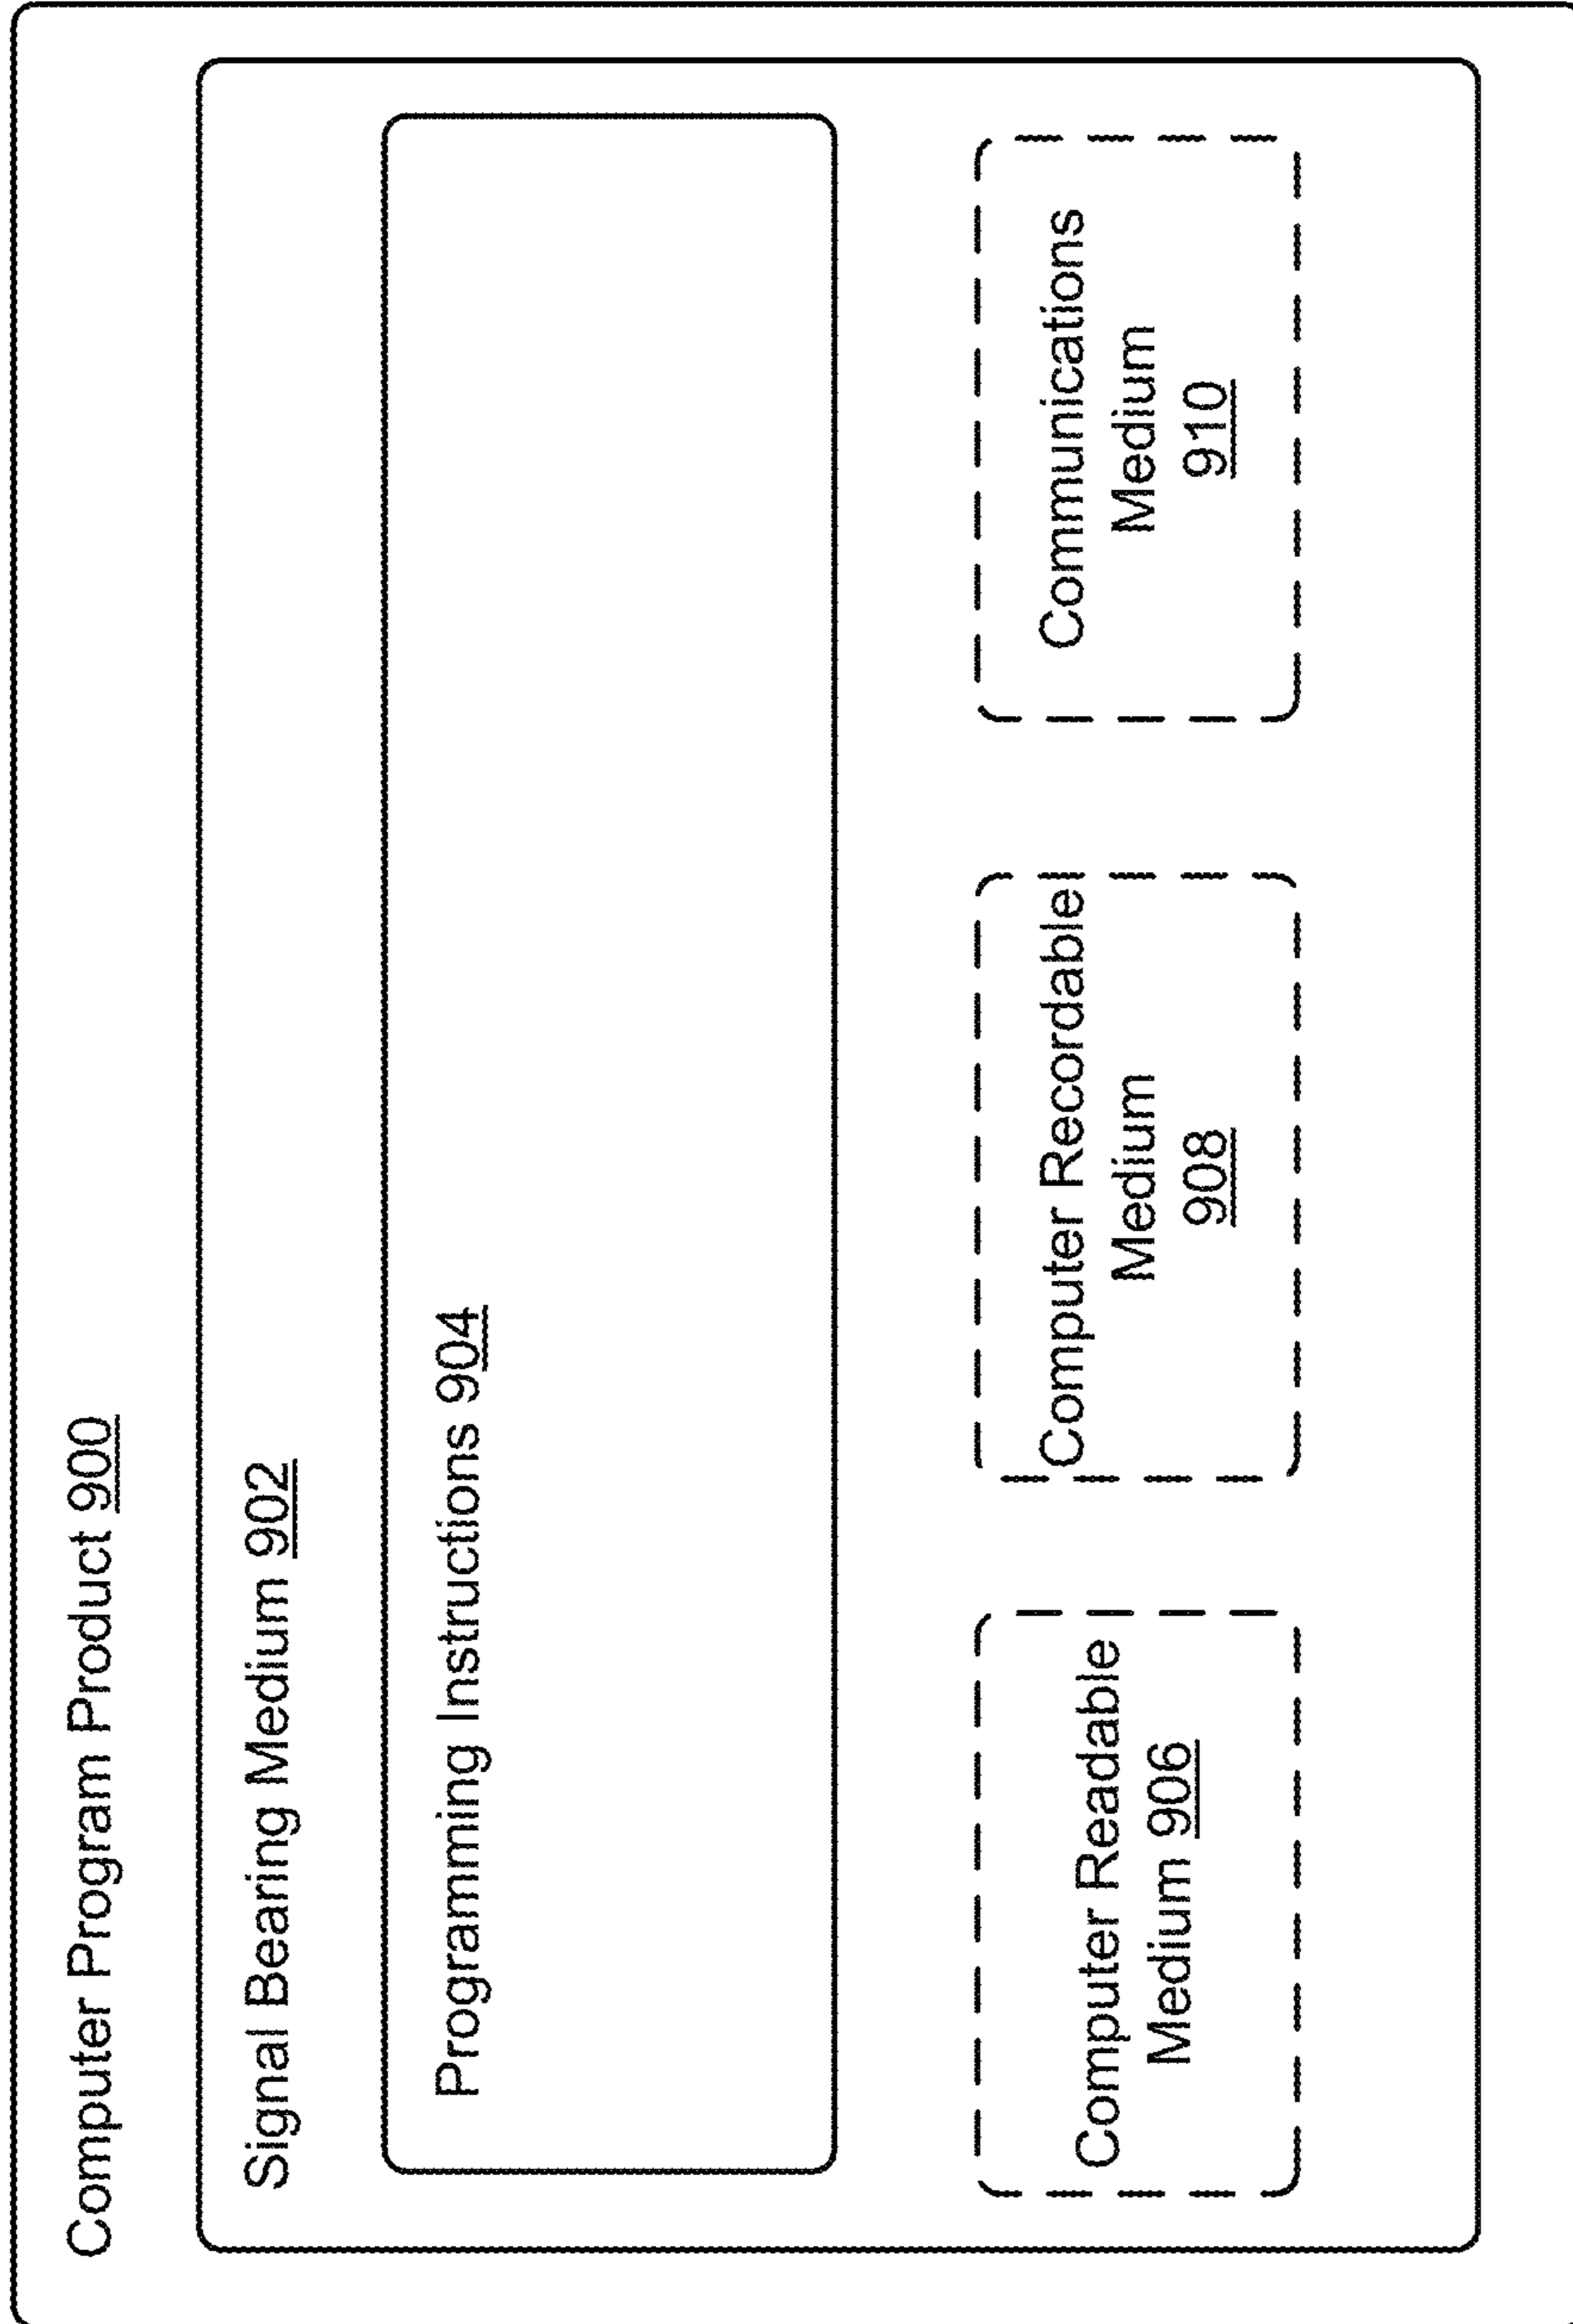 Computer Program Product 900
Signal Bearing Medium 902
Programming Instructions 904
Computer Readable
Medium 906
Computer Recordable
Medium
908
Communications
Medium
910